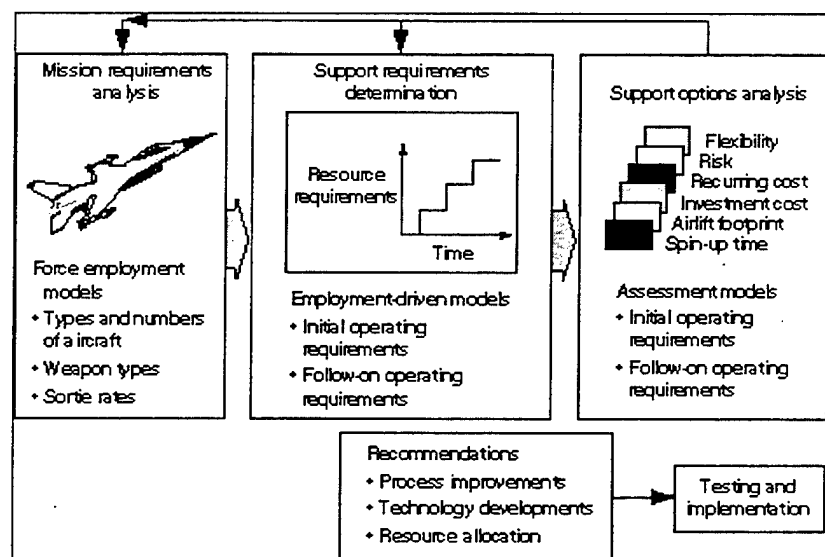 Mission requirements
analysis
Force employment
models
• Types and numbers
of aircraft
• Weapon types
• Sortie rates
Support requirements
determination
Resource
requirements
Time
Employment-driven models
• Initial operating
requirements
• Follow-on operating
requirements
Support options analysis
Flexibility
Risk
Recurring cost
Investment cost
Airlift footprint
Spin-up time
Assessment models
• Initial operating
requirements
• Follow-on operating
requirements
Recommendations
• Process improvements
• Technology developments
• Resource allocation
Testing and
implementation